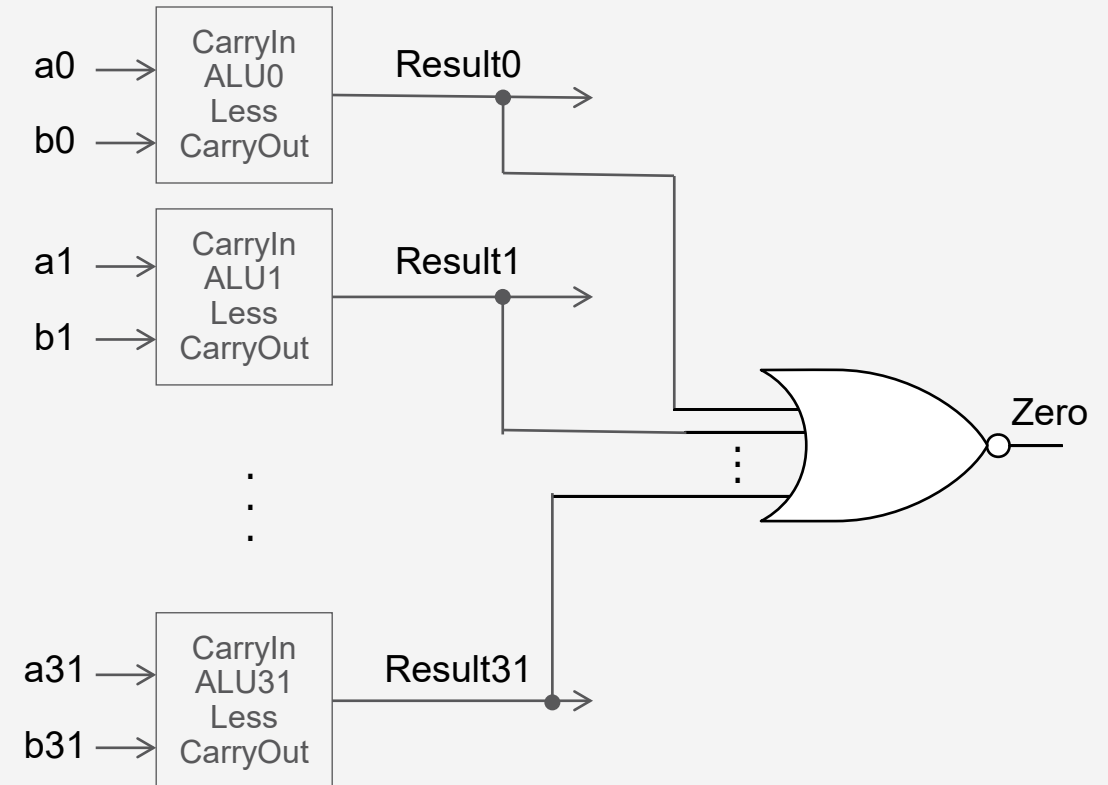 a0
b0
CarryIn
ALU0
Less
CarryOut
Result0
a1
b1
CarryIn
ALU1
Less
CarryOut
Result1
Zero
a31
b31
CarryIn
ALU31
Less
CarryOut
Result31